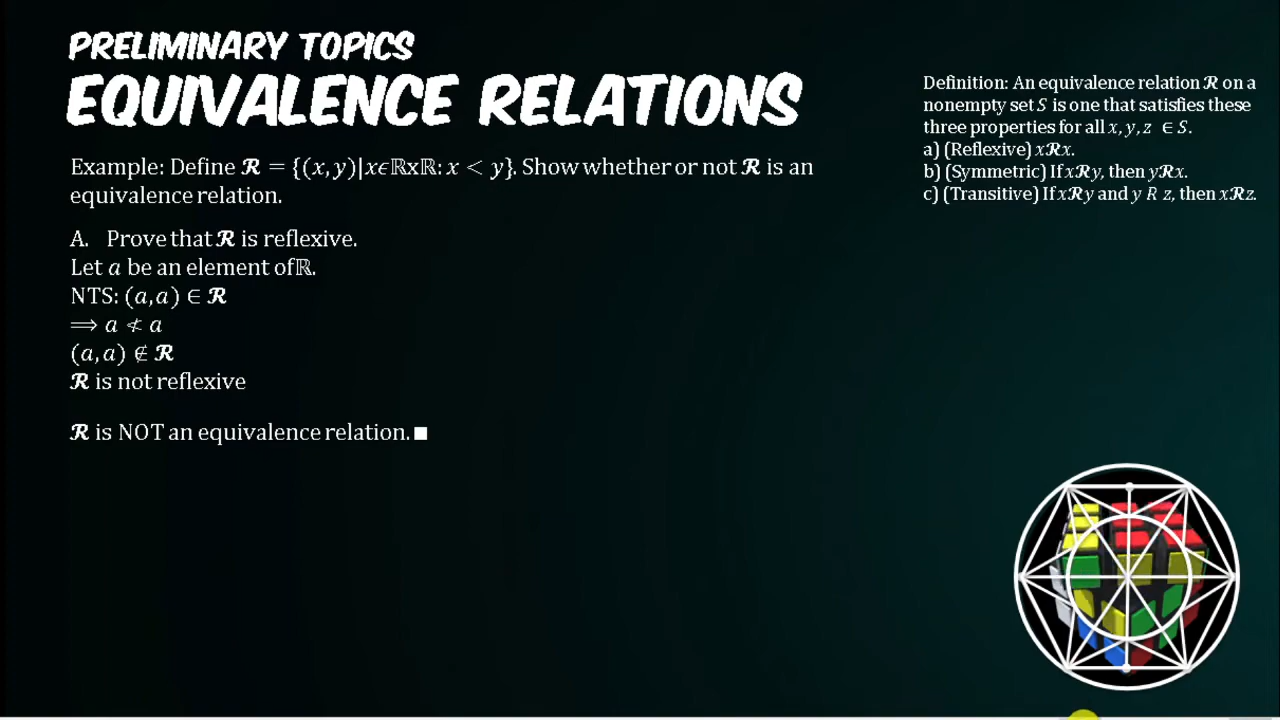 PRELIMINARY TOPICS
EQUIVALENCE RELATIONS
Example: Define 𝓡 = {(x, y)|xϵℝxℝ: x < y}. Show whether or not 𝓡 is an
equivalence relation.
A. Prove that 𝓡 is reflexive.
Let a be an element ofℝ.
NTS: (a, a) ∈ 𝓡
⟹ a ≮ a
(a, a) ∉ 𝓡
𝓡 is not reflexive
𝓡 is NOT an equivalence relation. ■
Definition: An equivalence relation 𝓡 on a
nonempty set S is one that satisfies these
three properties for all x, y, z ∈ S.
a) (Reflexive) x𝓡x.
b) (Symmetric) If x𝓡y, then y𝓡x.
c) (Transitive) If x𝓡y and y R z, then x𝓡z.